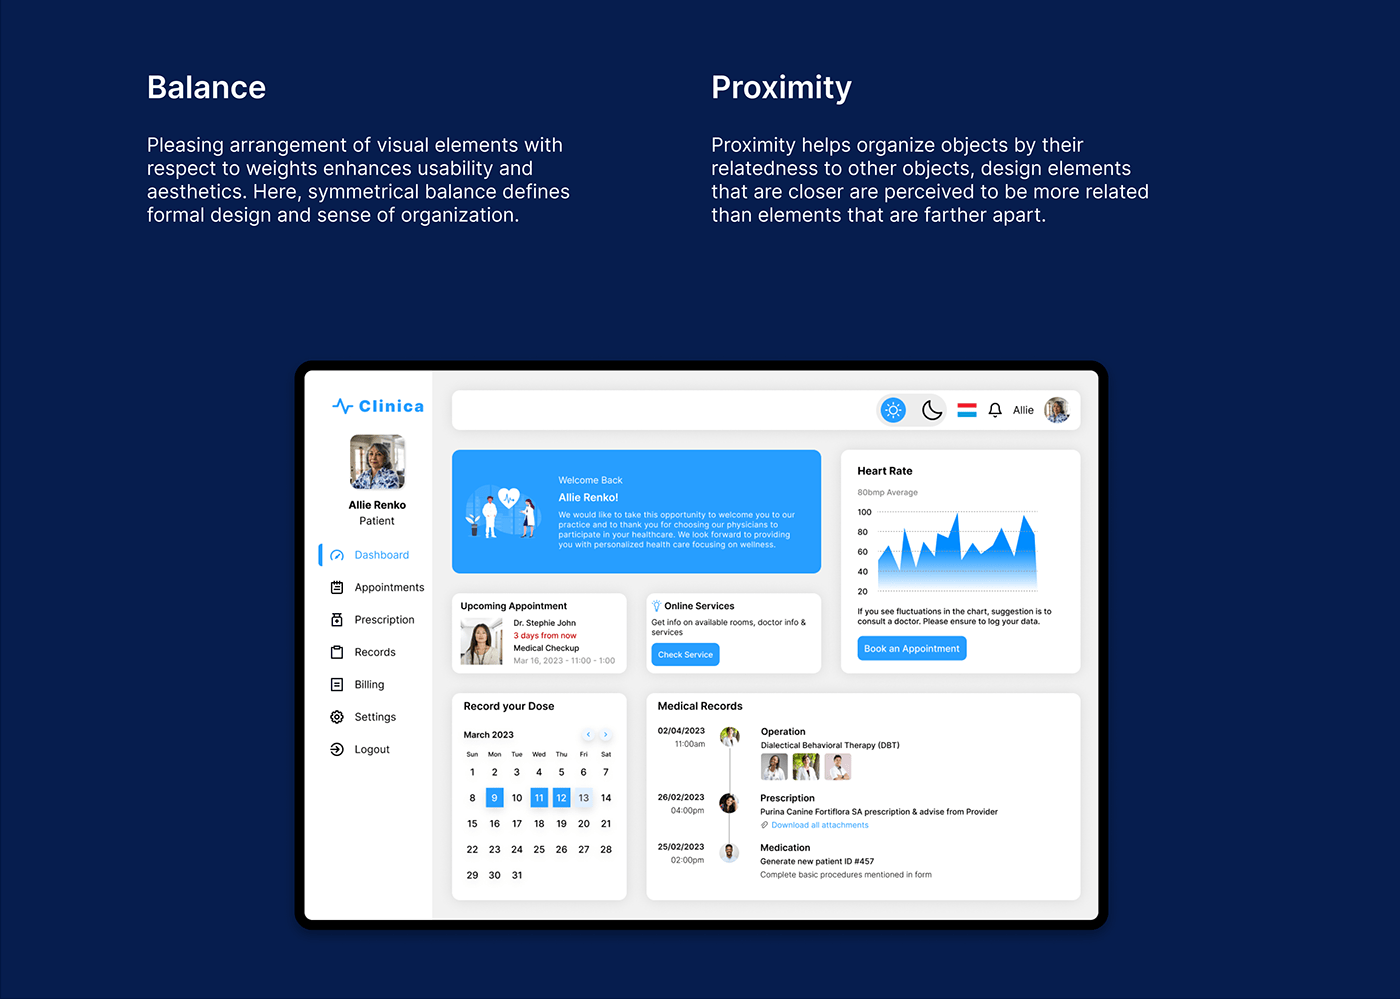 Balance
Pleasing arrangement of visual elements with
respect to weights enhances usability and
aesthetics. Here, symmetrical balance defines
formal design and sense of organization.
Proximity
Proximity helps organize objects by their
relatedness to other objects, design elements
that are closer are perceived to be more related
than elements that are farther apart.
Clinica
Allie Renko
Patient
Dashboard
Appointments
Prescription
Records
Billing
Settings
Logout
Allie
Welcome Back
Allie Renko!
We would like to take this opportunity to welcome you to our
practice and to thank you for choosing our physicians to
participate in your healthcare. We look forward to providing
you with personalized health care focusing on wellness.
Heart Rate
80bmp Average
100
80
60
40
20
If you see fluctuations in the chart, suggestion is to
consult a doctor. Please ensure to log your data.
Book an Appointment
Upcoming Appointment
Dr. Stephie John
3 days from now
Medical Checkup
Mar 16, 2023 - 11:00 - 1:00
Online Services
Get info on available rooms, doctor info &
services
Check Service
Record your Dose
March 2023
Sun Mon Tue Wed Thu Fri Sat
1 2 3 4 5 6 7
8 9 10 11 12 13 14
15 16 17 18 19 20 21
22 23 24 25 26 27 28
29 30 31
Medical Records
02/04/2023
11:00am
Operation
Dialectical Behavioral Therapy (DBT)
26/02/2023
04:00pm
Prescription
Purina Canine Fortiflora SA prescription & advise from Provider
Download all attachments
25/02/2023
02:00pm
Medication
Generate new patient ID #457
Complete basic procedures mentioned in form